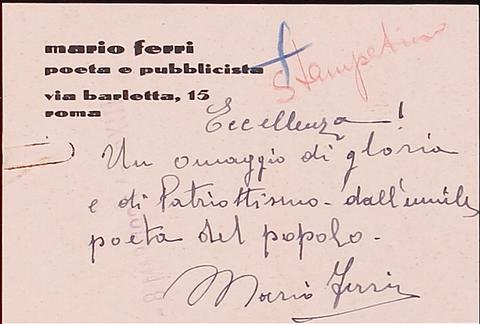 mario ferri
poeta e pubblicista
via barletta, 15
roma
Eccellenza!
Un omaggio di gloria
e di Patriottismo - dall'umile
poeta del popolo -
Mario Ferri